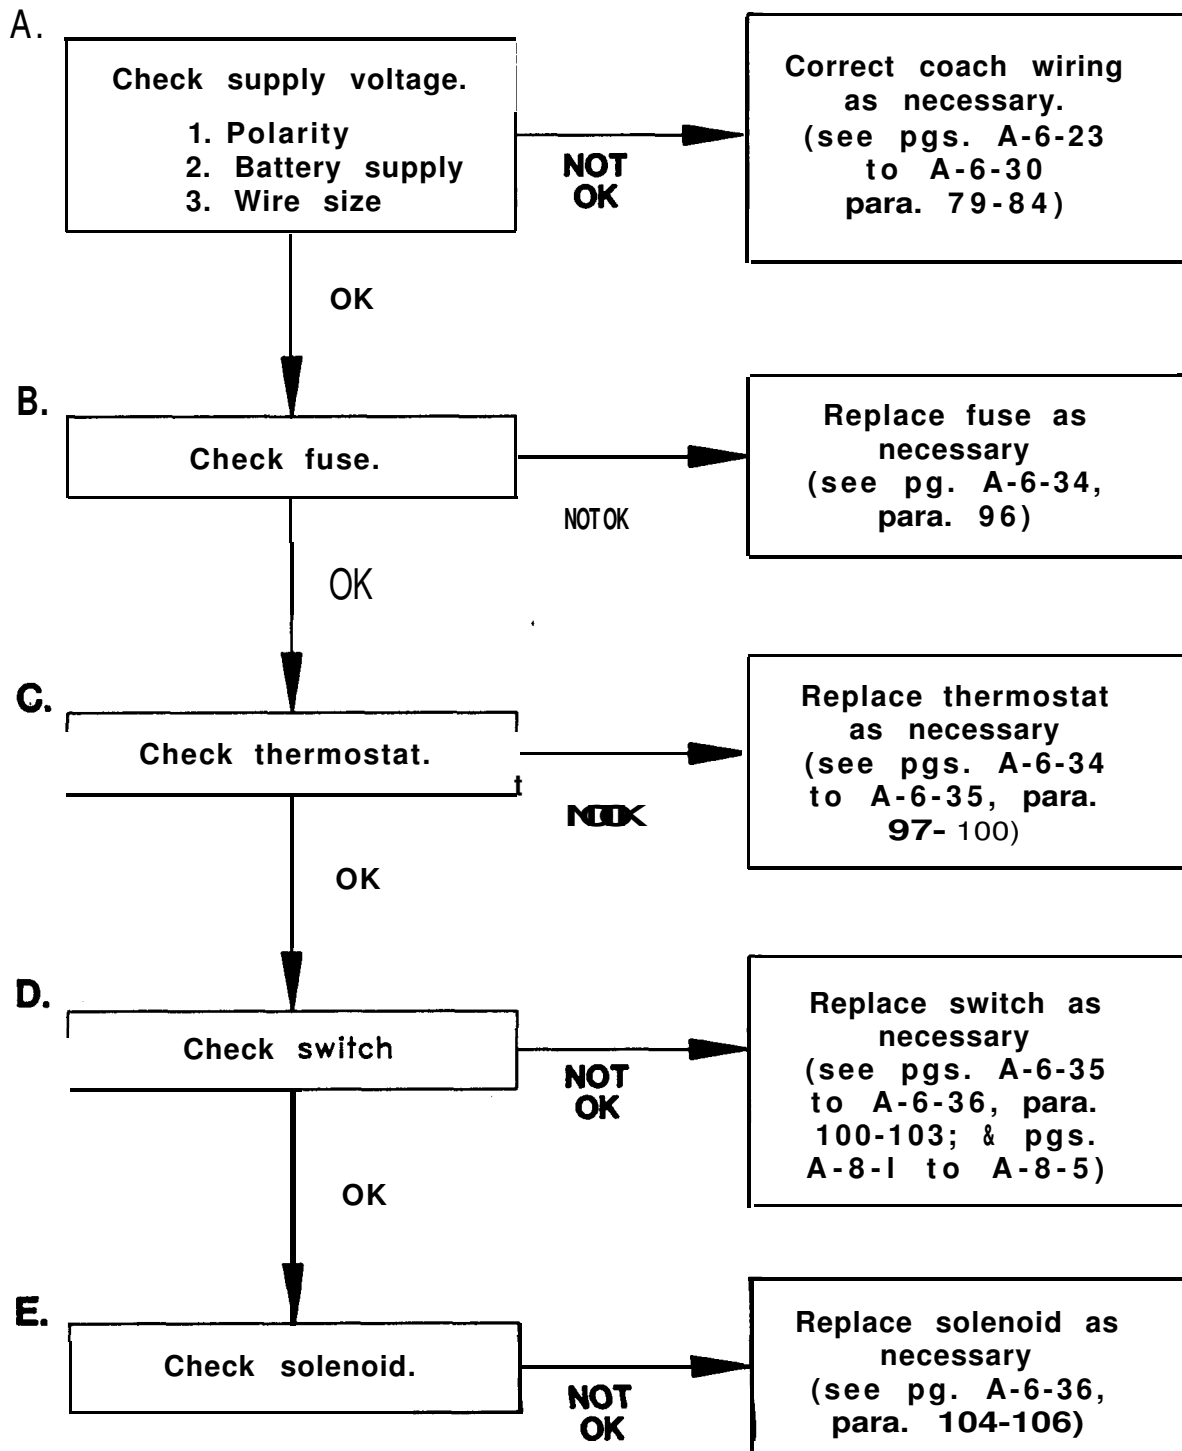 A.
Check supply voltage.
1. Polarity
2. Battery supply
3. Wire size
NOT
OK
Correct coach wiring
as necessary.
(see pgs. A-6-23
to A-6-30
para. 79-84)
OK
B.
Check fuse.
NOT OK
Replace fuse as
necessary
(see pg. A-6-34,
para. 96)
OK
C.
Check thermostat.
Replace thermostat
as necessary
(see pgs. A-6-34
to A-6-35, para.
97- 100)
OK
D.
Check switch
NOT
OK
Replace switch as
necessary
(see pgs. A-6-35
to A-6-36, para.
100-103; & pgs.
A-8-I to A-8-5)
OK
E.
Check solenoid.
NOT
OK
Replace solenoid as
necessary
(see pg. A-6-36,
para. 104-106)